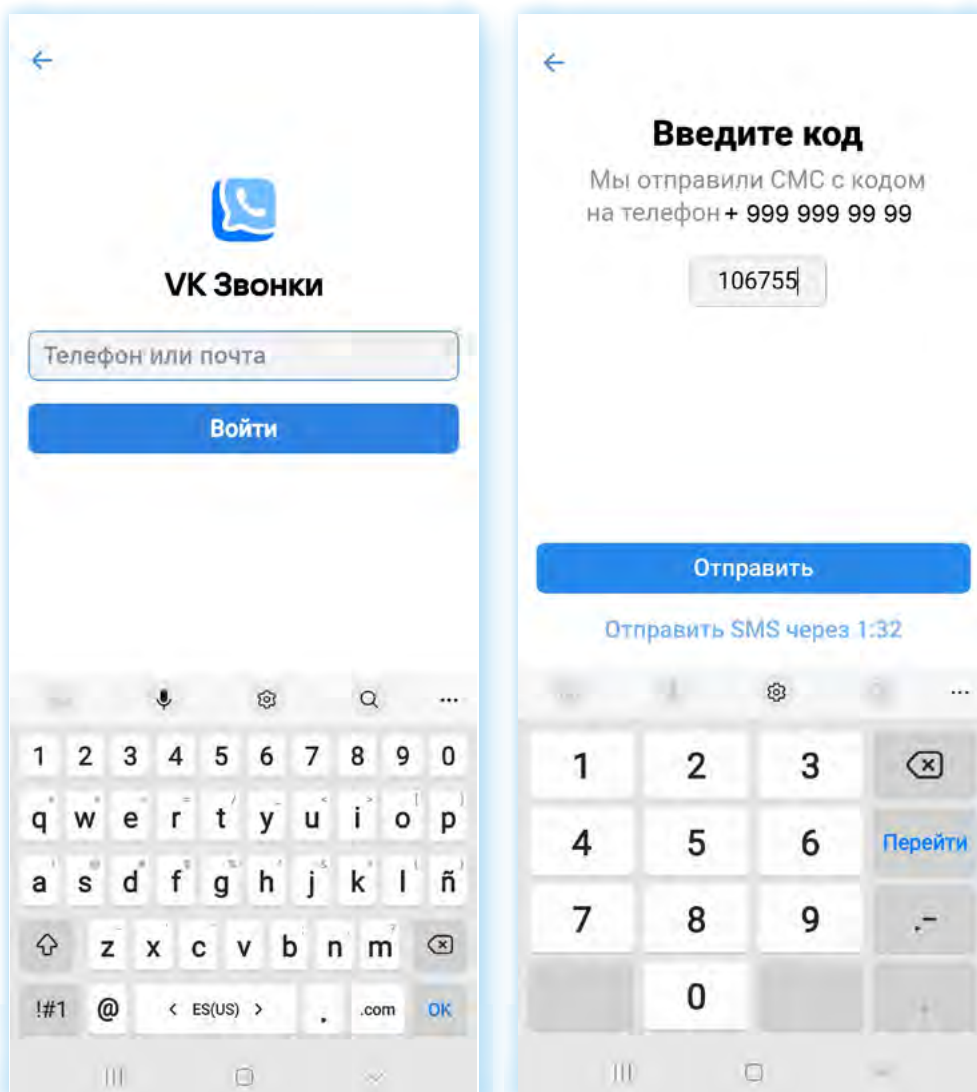 VK Звонки
Телефон или почта
Войти
1 2 3 4 5 6 7 8 9 0
q w e r t y u i o p
a s d f g h j k l ñ
z x c v b n m
!#1 @ < ES(US) > . .com OK
Введите код
Мы отправили СМС с кодом
на телефон + 999 999 99 99
106755
Отправить
Отправить SMS через 1:32
1 2 3
4 5 6 Перейти
7 8 9 .-
0 ,